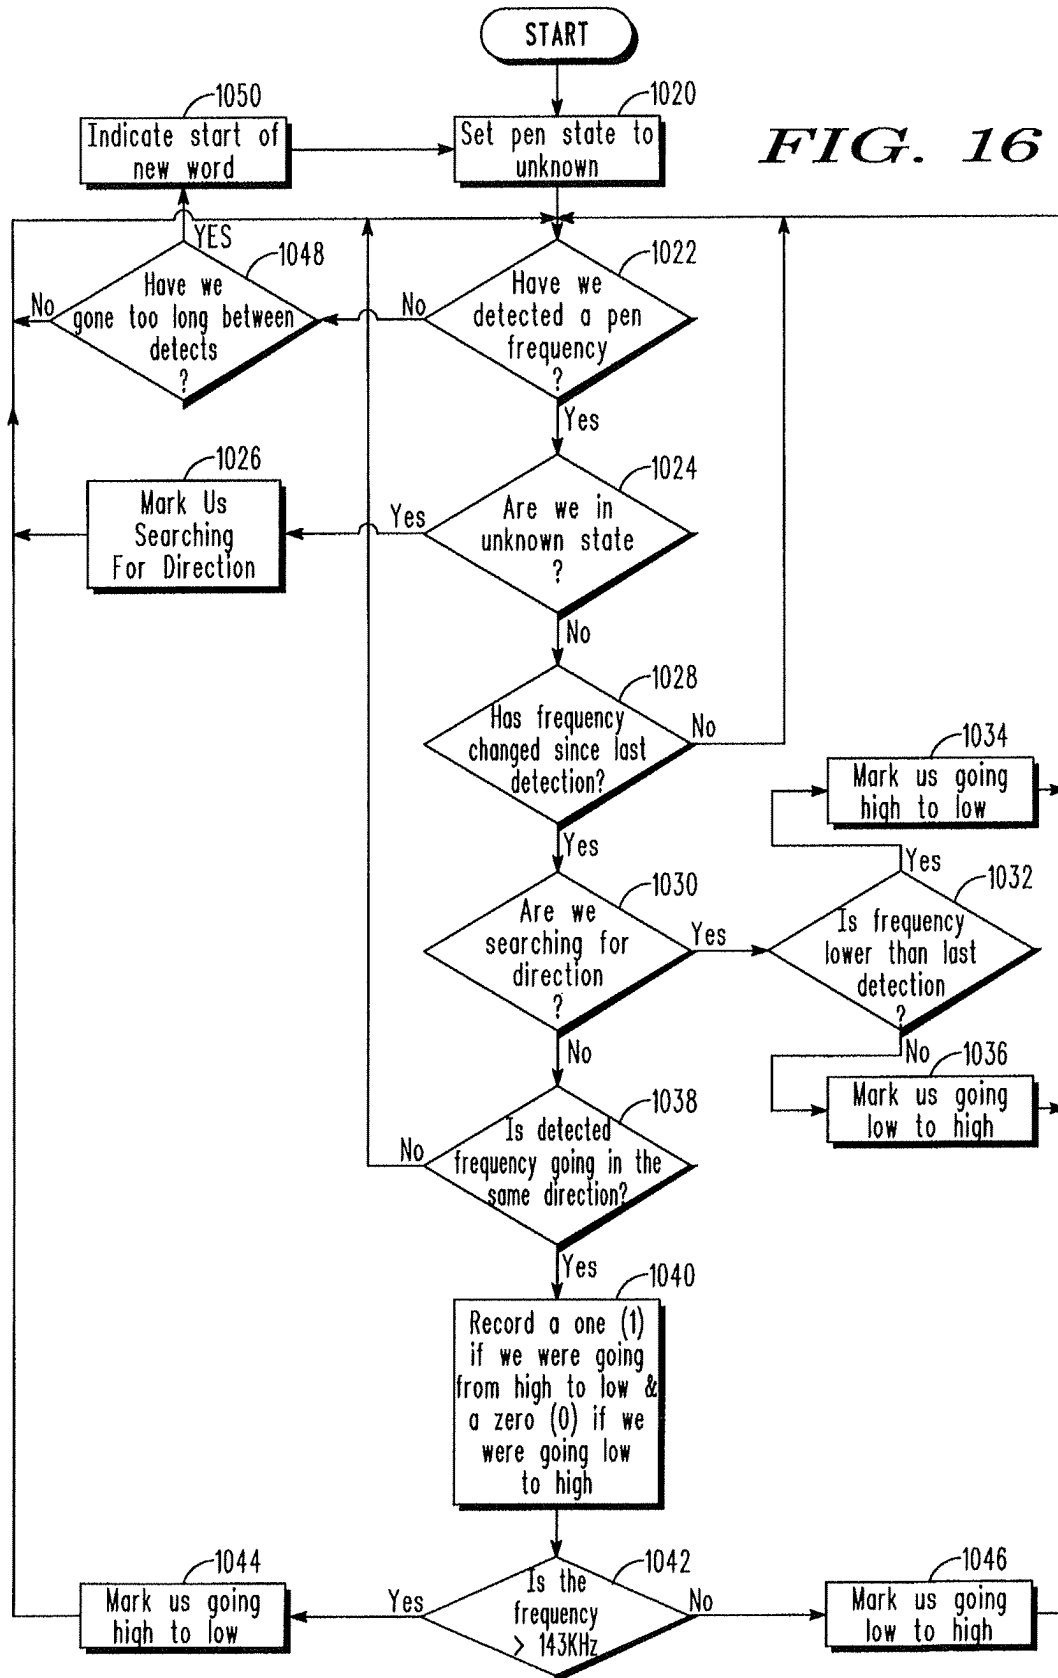 START
1050
Indicate start of
new word
1020
Set pen state to
unknown
FIG. 16
YES
1048
Have we
gone too long between
detects
?
No
No
1022
Have we
detected a pen
frequency
?
Yes
1026
Mark Us
Searching
For Direction
Yes
1024
Are we in
unknown state
?
No
1028
Has frequency
changed since last
detection?
No
Yes
1034
Mark us going
high to low
Yes
1030
Are we
searching for
direction
?
Yes
1032
Is frequency
lower than last
detection
?
No
No
1036
Mark us going
low to high
1038
Is detected
frequency going in the
same direction?
No
Yes
1040
Record a one (1)
if we were going
from high to low &
a zero (0) if we
were going low
to high
1044
Mark us going
high to low
Yes
1042
Is the
frequency
> 143KHz
No
1046
Mark us going
low to high